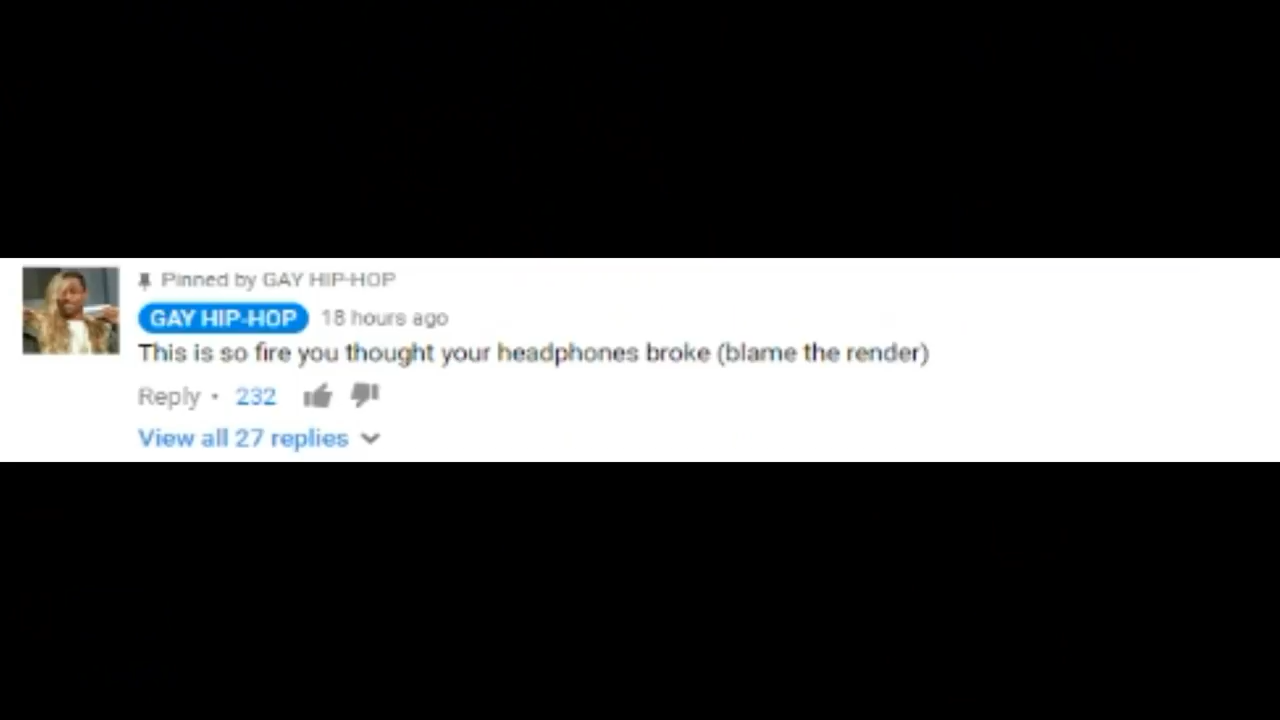 Pinned by GAY HIP-HOP
GAY HIP-HOP 18 hours ago
This is so fire you thought your headphones broke (blame the render)
Reply • 232
View all 27 replies